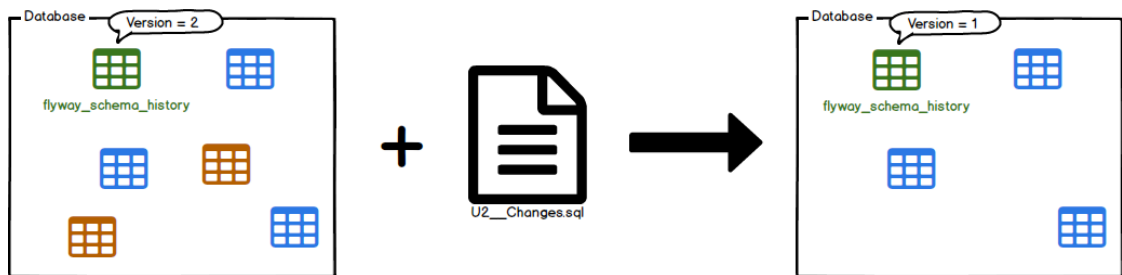 Database
Version = 2
flyway_schema_history
U2__Changes.sql
Database
Version = 1
flyway_schema_history